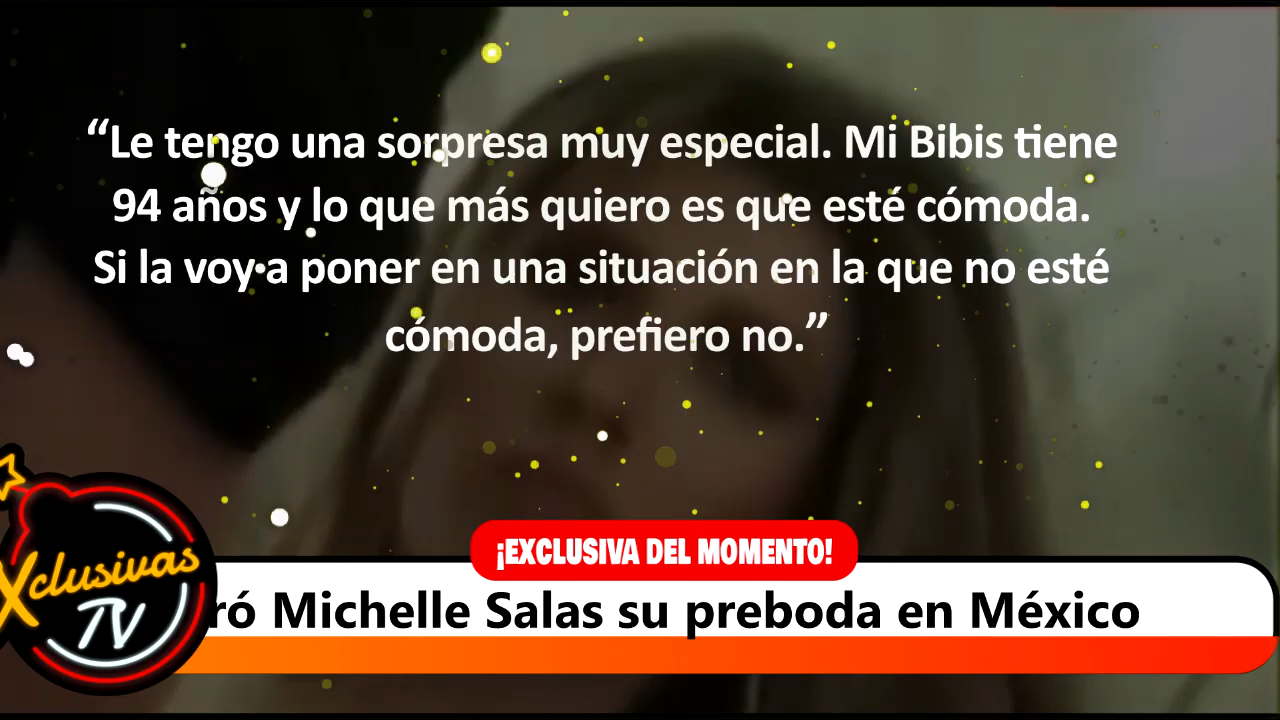 “Le tengo una sorpresa muy especial. Mi Bibis tiene
94 años y lo que más quiero es que esté cómoda.
Si la voy a poner en una situación en la que no esté
cómoda, prefiero no.”
¡EXCLUSIVA DEL MOMENTO!
ró Michelle Salas su preboda en México
Xclusivas
TV